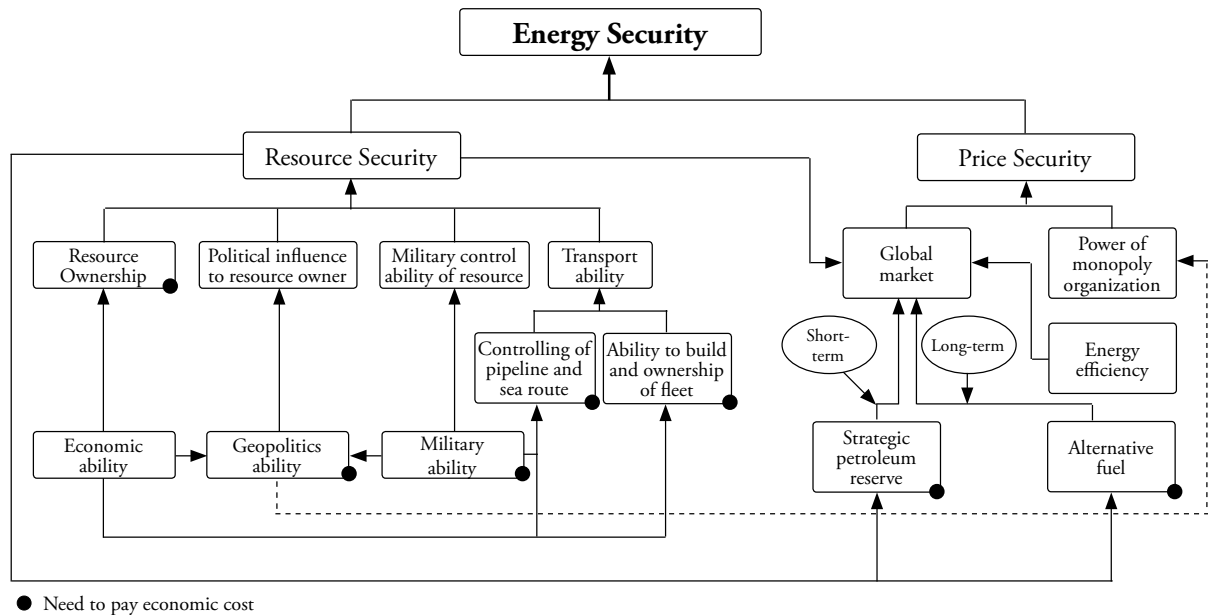 Energy Security
Resource Security
Price Security
Resource
Ownership
Political influence
to resource owner
Military control
ability of resource
Transport
ability
Global
market
Power of
monopoly
organization
Short-
term
Long-term
Energy
efficiency
Controlling of
pipeline and
sea route
Ability to build
and ownership
of fleet
Economic
ability
Geopolitics
ability
Military
ability
Strategic
petroleum
reserve
Alternative
fuel
Need to pay economic cost